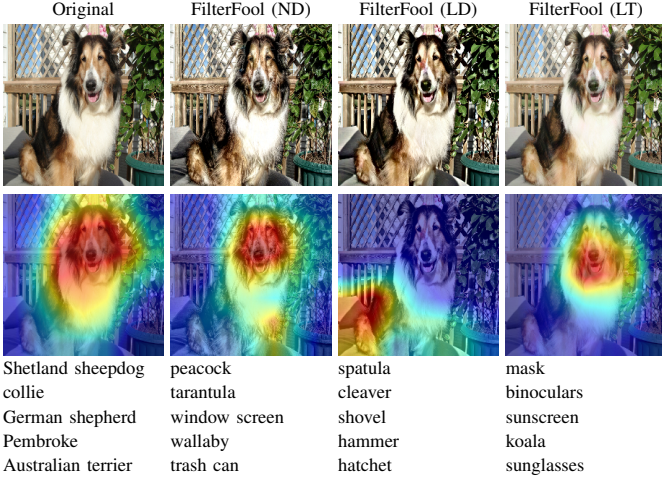 Original FilterFool (ND) FilterFool (LD) FilterFool (LT)
Shetland sheepdog peacock spatula mask
collie tarantula cleaver binoculars
German shepherd window screen shovel sunscreen
Pembroke wallaby hammer koala
Australian terrier trash can hatchet sunglasses